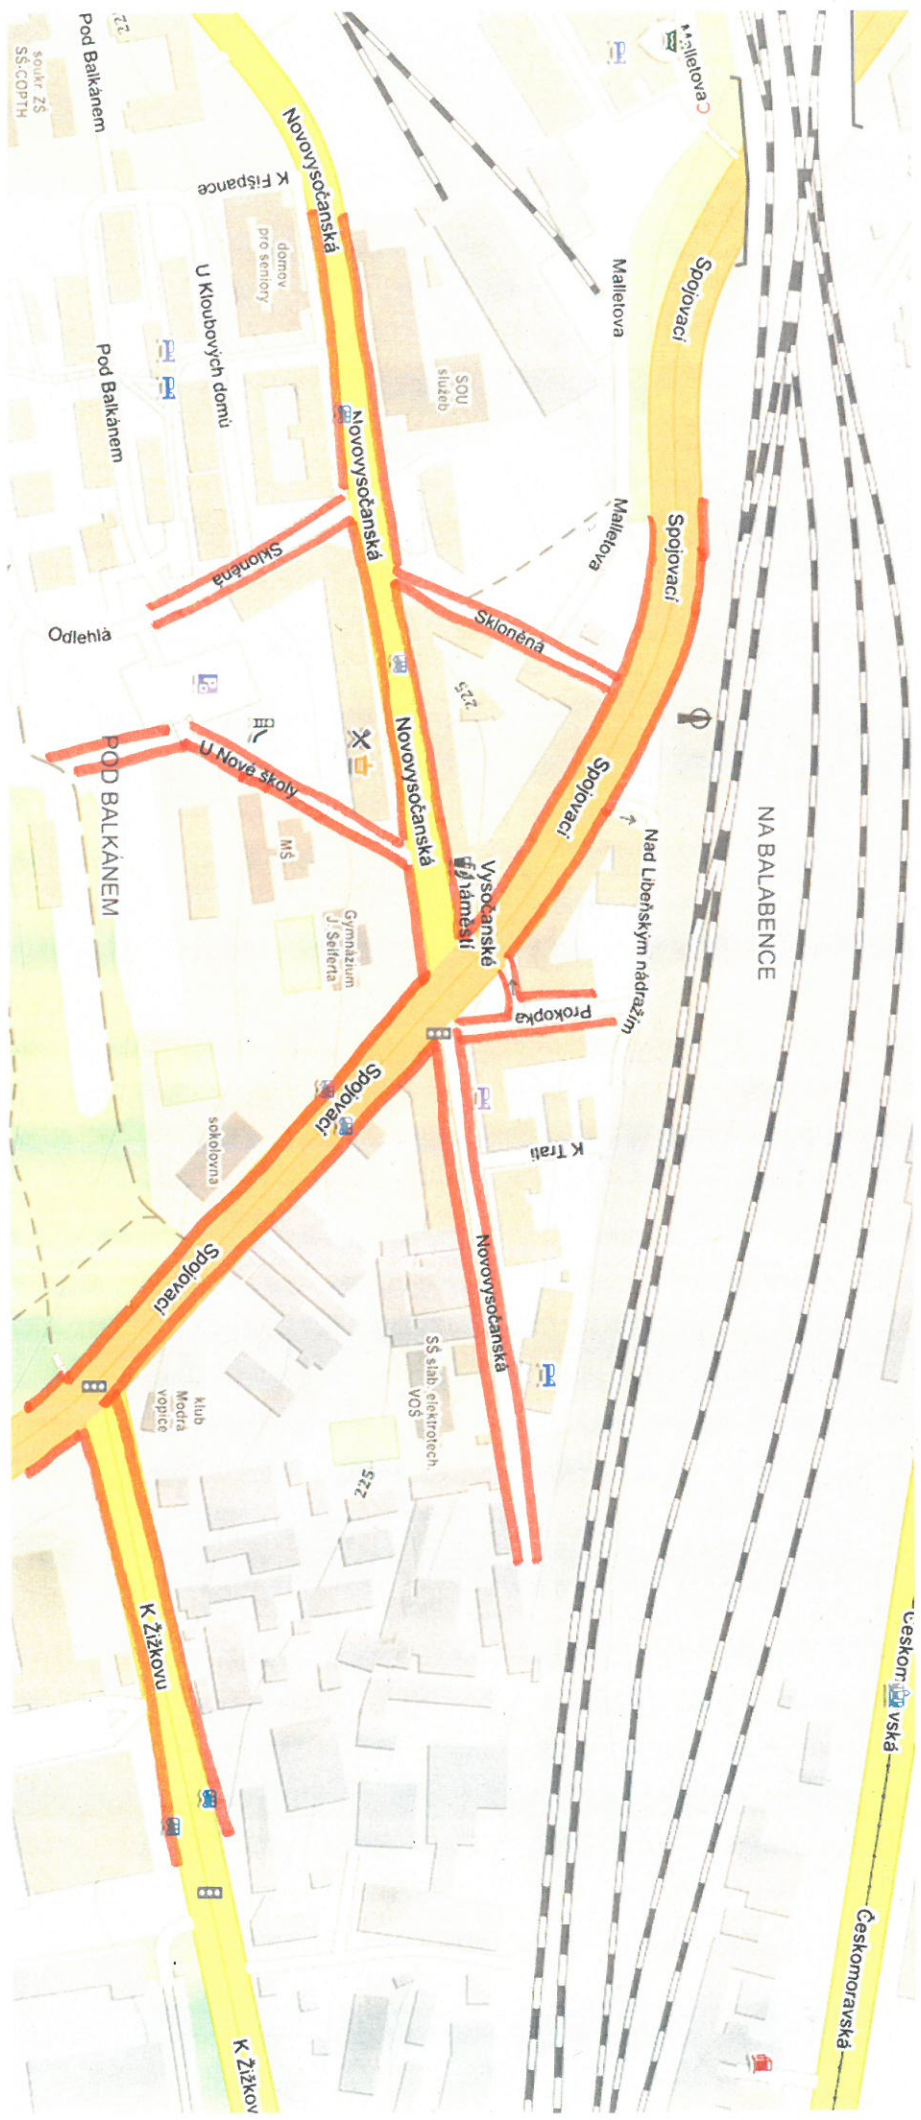 Malletova
Spojovací
NA BALABENCE
Českomoravská
Malletova
Malletova
Spojovací
Nad Libeňským nádražím
Skloněná
Spojovací
Prokopka
K Trati
SOU
služeb
225
Vysočanské
náměstí
Novovysočanská
Novovysočanská
Novovysočanská
Novovysočanská
Novovysočanská
K Fišpance
domov
pro seniory
U Kloubových domů
Pod Balkánem
Pod Balkánem
soukr. ZŠ
SŠ-COPTH
Skloněná
Odlehlá
U Nové školy
MŠ
Gymnázium
J. Seiferta
POD BALKÁNEM
Spojovací
sokolovna
Spojovací
SŠ slab. elektrotech.
VOŠ
225
klub
Modrá
vopice
K Žižkovu
K Žižkov